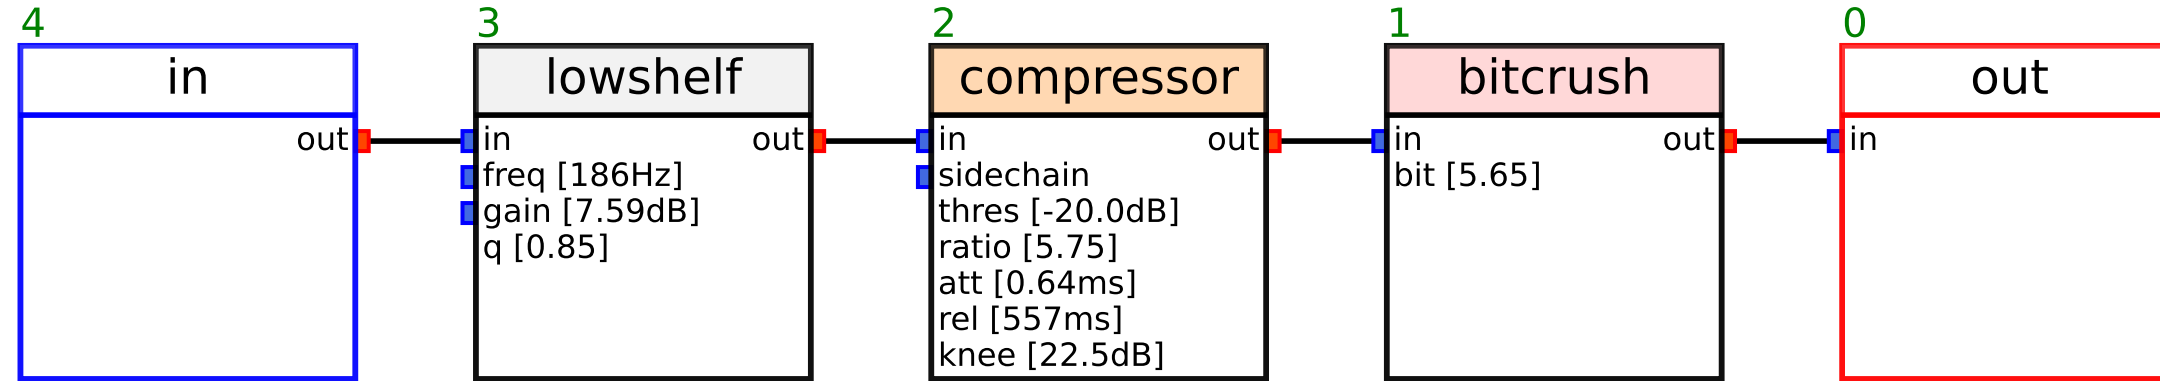 4
in
out
3
lowshelf
in out
freq [186Hz]
gain [7.59dB]
q [0.85]
2
compressor
in out
sidechain
thres [-20.0dB]
ratio [5.75]
att [0.64ms]
rel [557ms]
knee [22.5dB]
1
bitcrush
in out
bit [5.65]
0
out
in